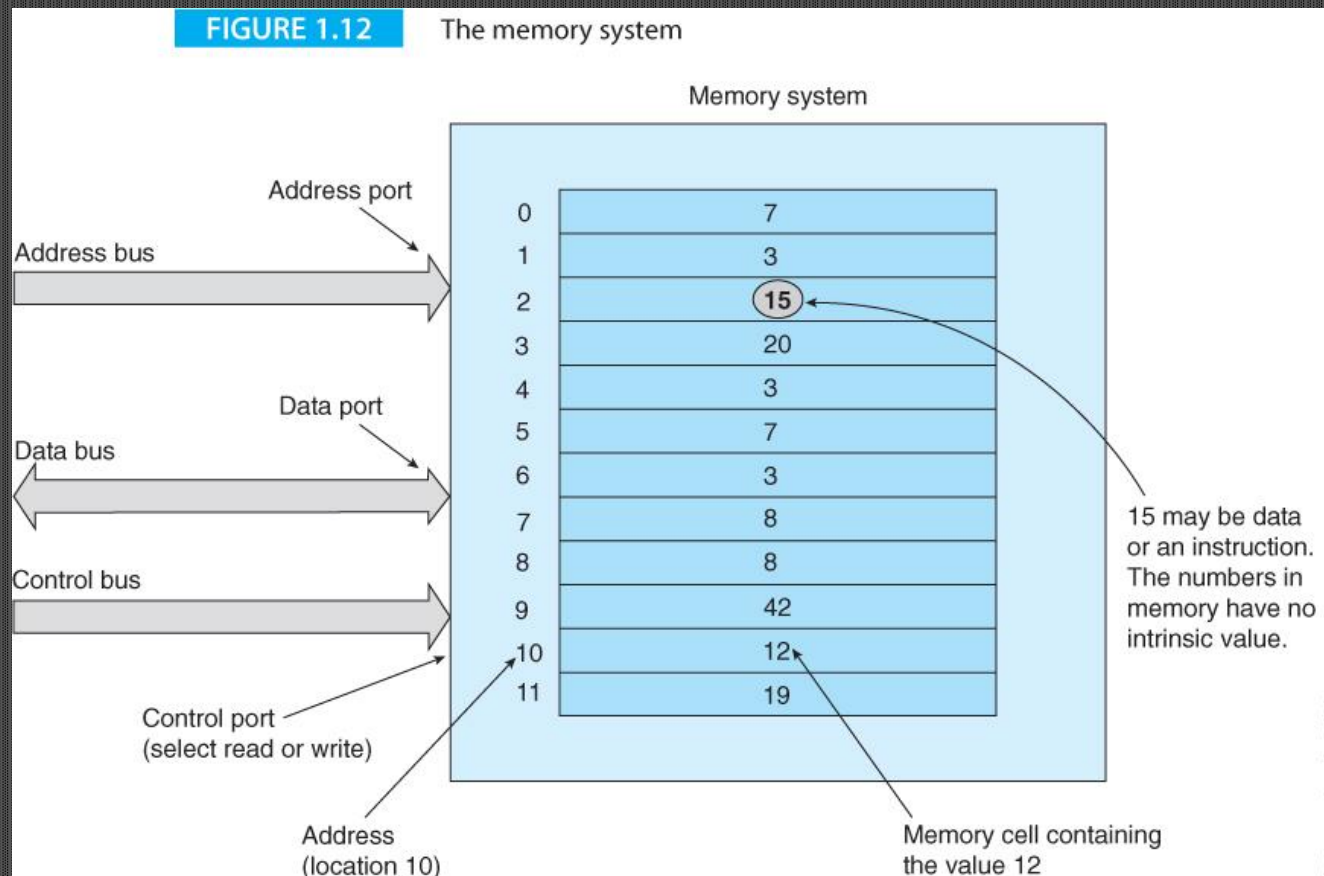 FIGURE 1.12 The memory system
Memory system
Address port
Address bus
Data port
Data bus
Control bus
Control port
(select read or write)
0 7
1 3
2 15
3 20
4 3
5 7
6 3
7 8
8 8
9 42
10 12
11 19
15 may be data
or an instruction.
The numbers in
memory have no
intrinsic value.
Address
(location 10)
Memory cell containing
the value 12